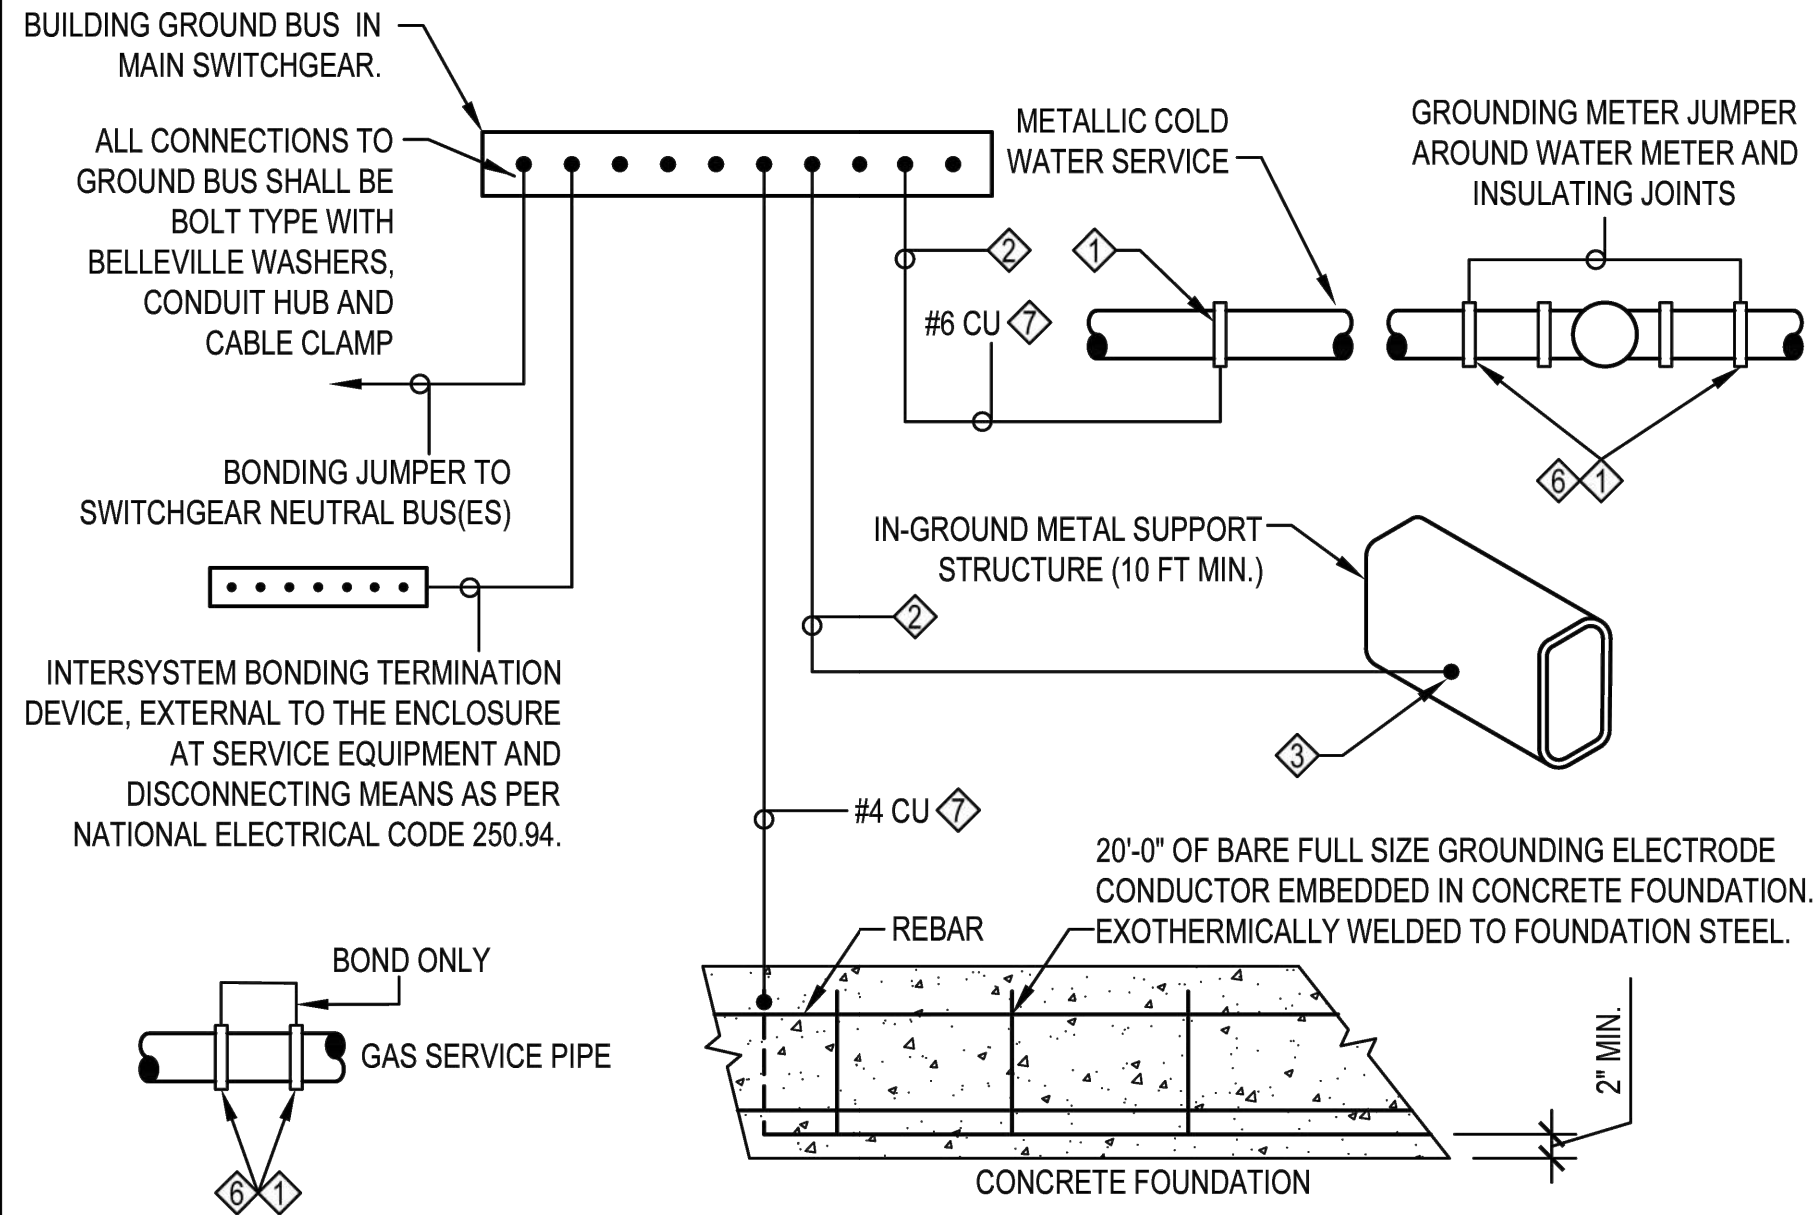 BUILDING GROUND BUS IN
MAIN SWITCHGEAR.
ALL CONNECTIONS TO
GROUND BUS SHALL BE
BOLT TYPE WITH
BELLEVILLE WASHERS,
CONDUIT HUB AND
CABLE CLAMP
METALLIC COLD
WATER SERVICE
GROUNDING METER JUMPER
AROUND WATER METER AND
INSULATING JOINTS
2
1
#6 CU 7
6 1
BONDING JUMPER TO
SWITCHGEAR NEUTRAL BUS(ES)
IN-GROUND METAL SUPPORT
STRUCTURE (10 FT MIN.)
2
3
INTERSYSTEM BONDING TERMINATION
DEVICE, EXTERNAL TO THE ENCLOSURE
AT SERVICE EQUIPMENT AND
DISCONNECTING MEANS AS PER
NATIONAL ELECTRICAL CODE 250.94.
#4 CU 7
20'-0" OF BARE FULL SIZE GROUNDING ELECTRODE
CONDUCTOR EMBEDDED IN CONCRETE FOUNDATION.
EXOTHERMICALLY WELDED TO FOUNDATION STEEL.
REBAR
BOND ONLY
GAS SERVICE PIPE
6 1
2" MIN.
CONCRETE FOUNDATION